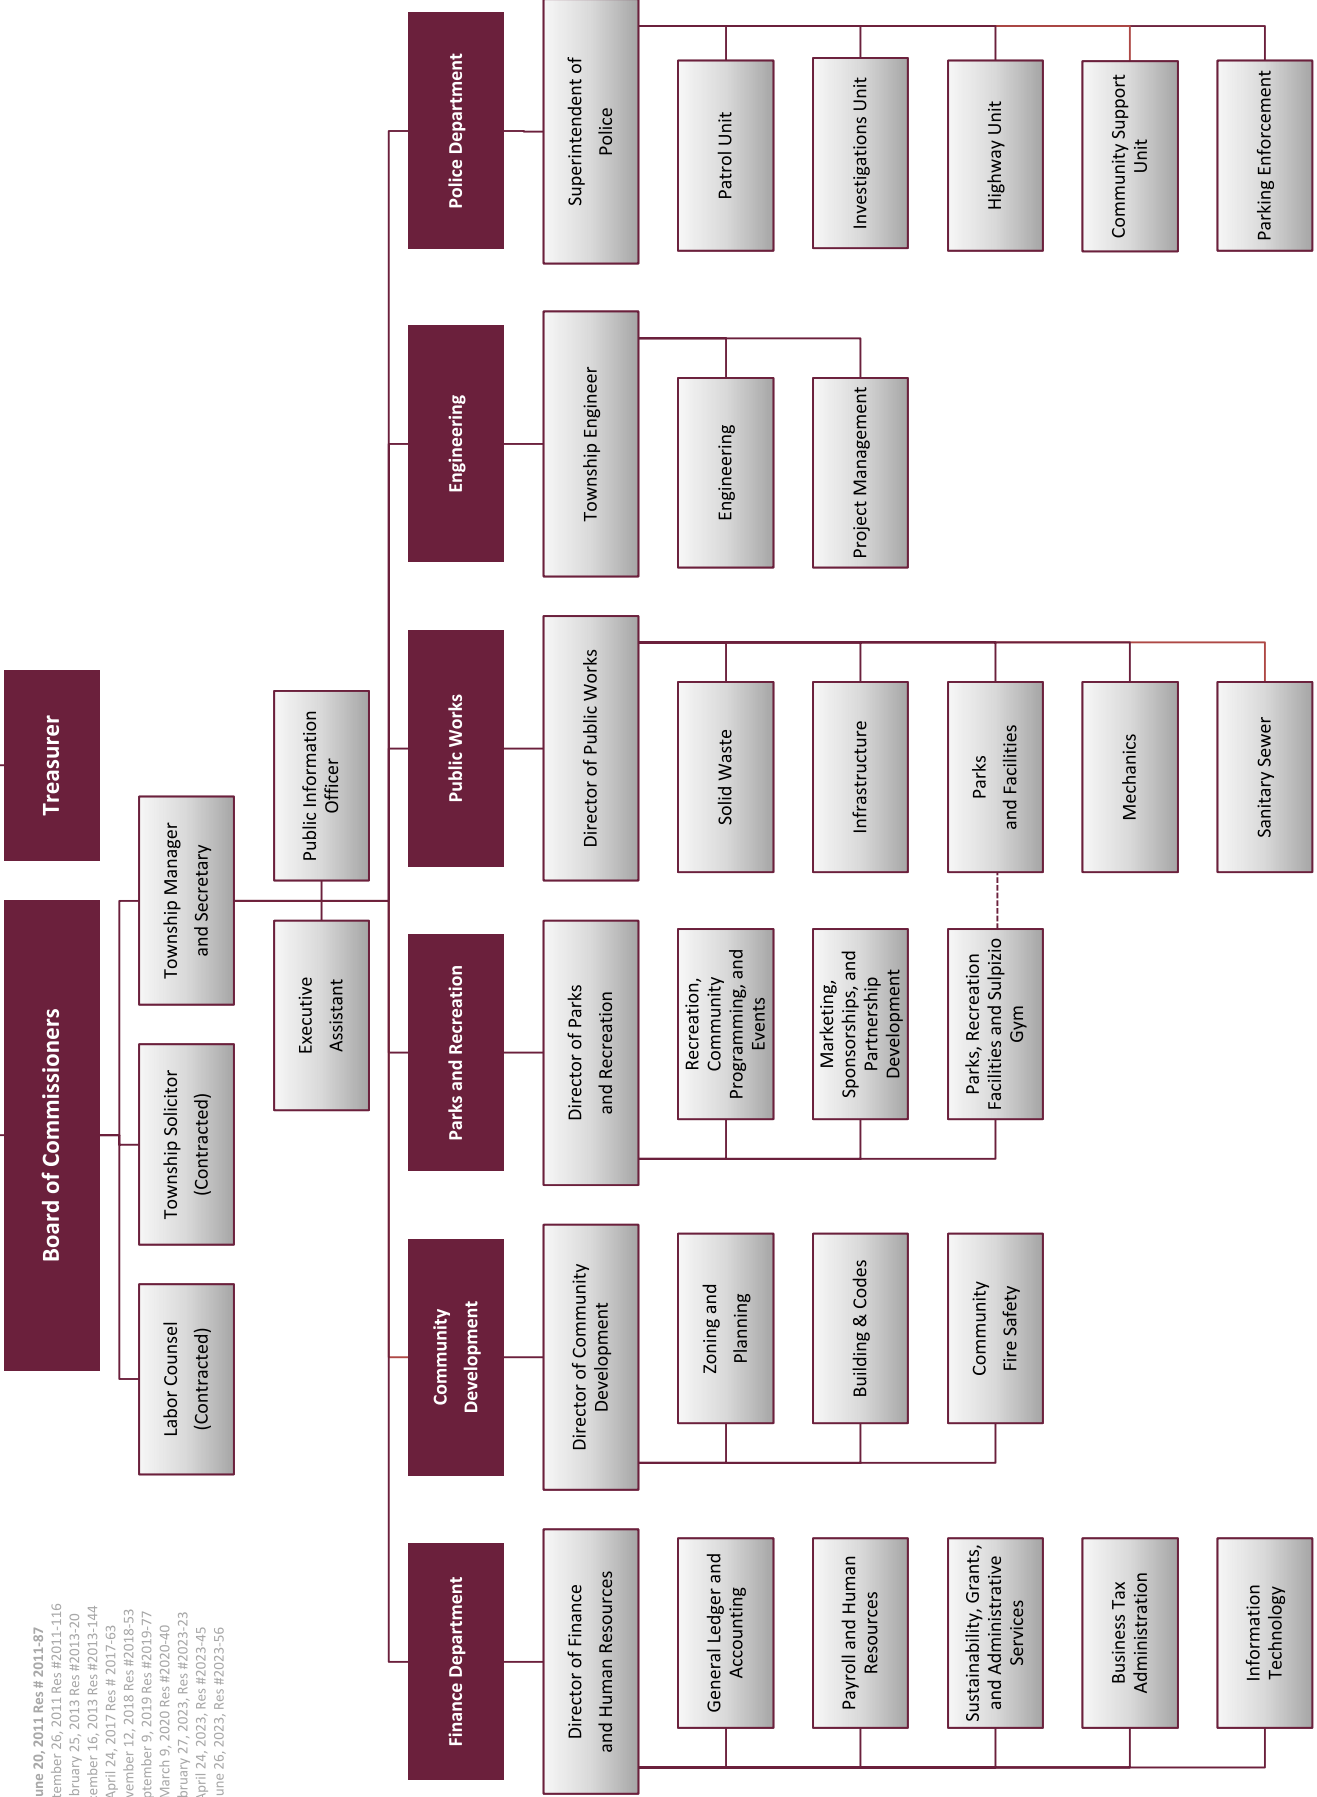 une 20, 2011 Res # 2011-87
tember 26, 2011 Res #2011-116
bruary 25, 2013 Res #2013-20
ember 16, 2013 Res #2013-144
April 24, 2017 Res # 2017-63
vember 12, 2018 Res #2018-53
ptember 9, 2019 Res #2019-77
March 9, 2020 Res #2020-40
bruary 27, 2023, Res #2023-23
April 24, 2023, Res #2023-45
une 26, 2023, Res #2023-56
Board of Commissioners
Treasurer
Labor Counsel
(Contracted)
Township Solicitor
(Contracted)
Township Manager
and Secretary
Executive
Assistant
Public Information
Officer
Finance Department
Director of Finance
and Human Resources
General Ledger and
Accounting
Payroll and Human
Resources
Sustainability, Grants,
and Administrative
Services
Business Tax
Administration
Information
Technology
Community
Development
Director of Community
Development
Zoning and
Planning
Building & Codes
Community
Fire Safety
Parks and Recreation
Director of Parks
and Recreation
Recreation,
Community
Programming, and
Events
Marketing,
Sponsorships, and
Partnership
Development
Parks, Recreation
Facilities and Sulpizio
Gym
Public Works
Director of Public Works
Solid Waste
Infrastructure
Parks
and Facilities
Mechanics
Sanitary Sewer
Engineering
Township Engineer
Engineering
Project Management
Police Department
Superintendent of
Police
Patrol Unit
Investigations Unit
Highway Unit
Community Support
Unit
Parking Enforcement